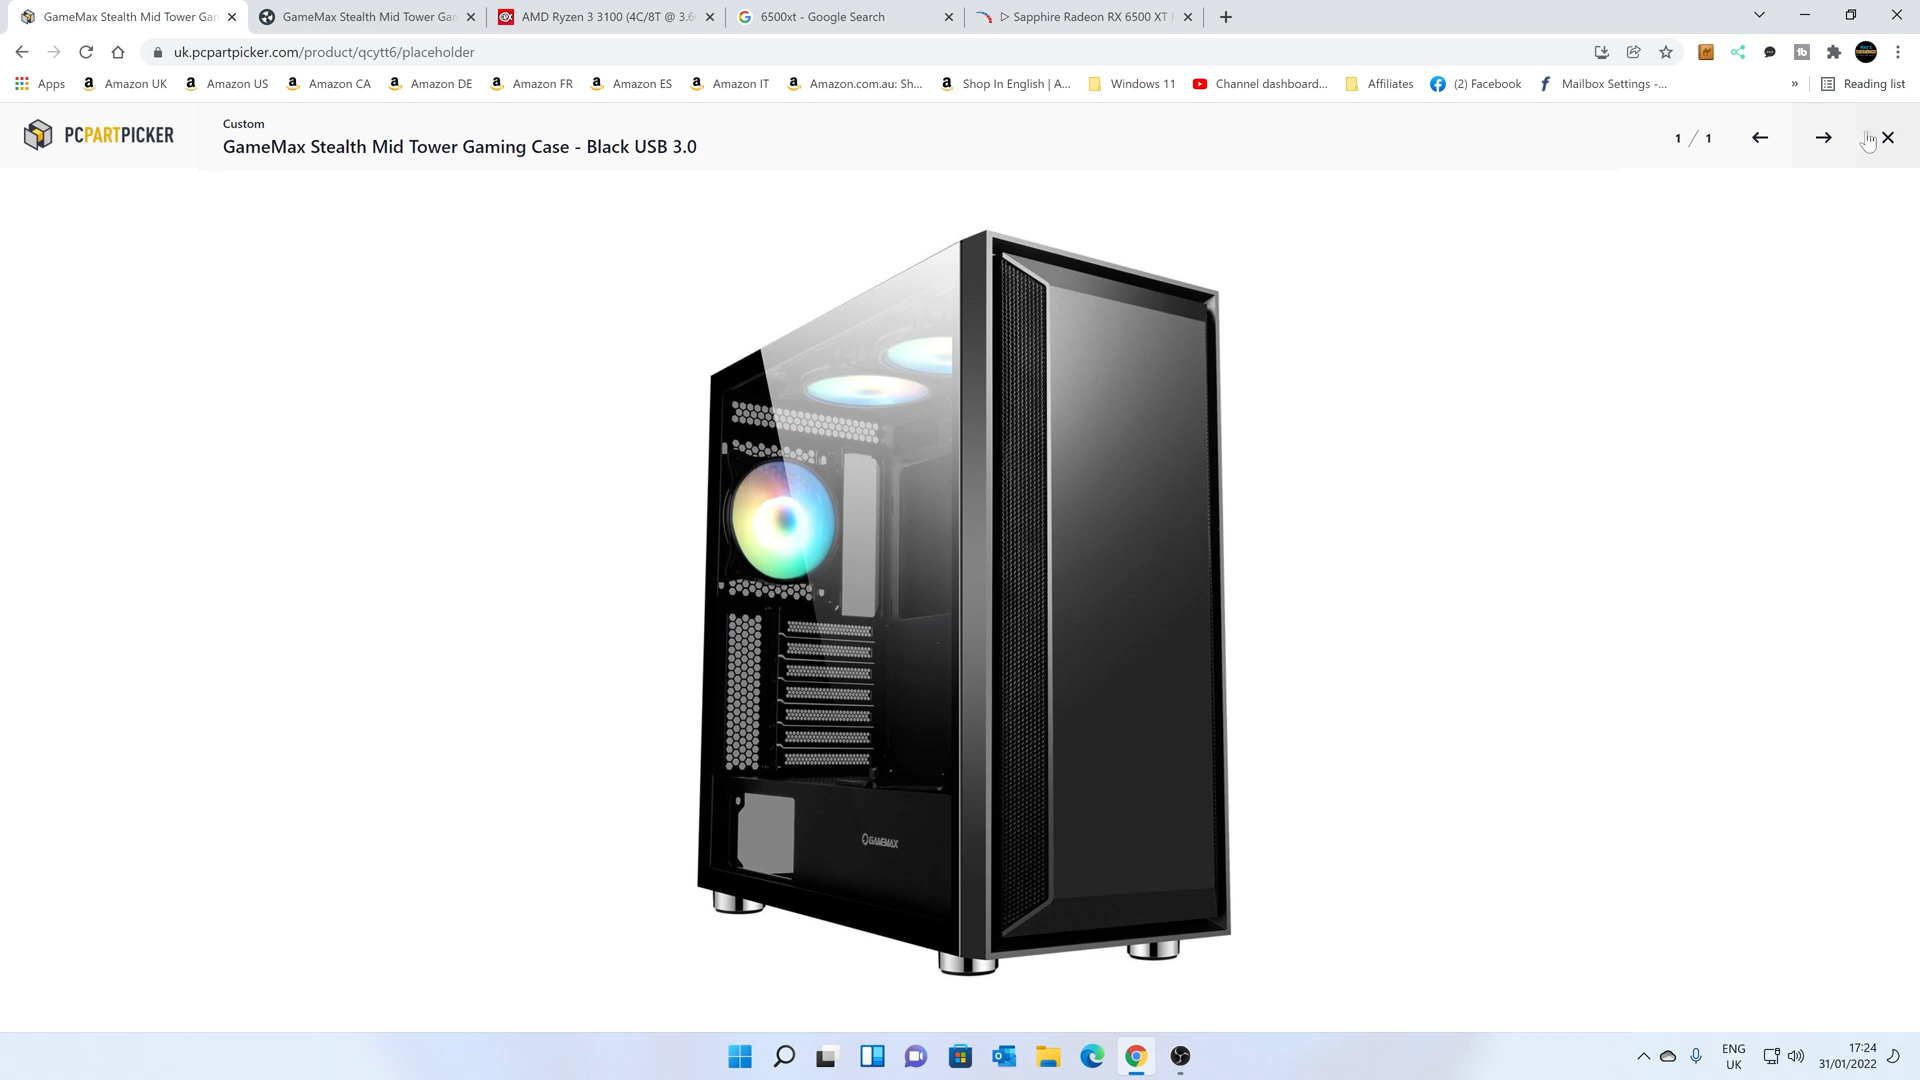 GameMax Stealth Mid Tower Gan
GameMax Stealth Mid Tower Gan
AMD Ryzen 3 3100 (4C/8T @ 3.6
6500xt - Google Search
▷ Sapphire Radeon RX 6500 XT
uk.pcpartpicker.com/product/qcytt6/placeholder
Apps
Amazon UK
Amazon US
Amazon CA
Amazon DE
Amazon FR
Amazon ES
Amazon IT
Amazon.com.au: Sh...
Shop In English | A...
Windows 11
Channel dashboard...
Affiliates
(2) Facebook
Mailbox Settings -...
»
Reading list
PCPARTPICKER
Custom
GameMax Stealth Mid Tower Gaming Case - Black USB 3.0
1 / 1
GAMEMAX
ENG
UK
17:24
31/01/2022